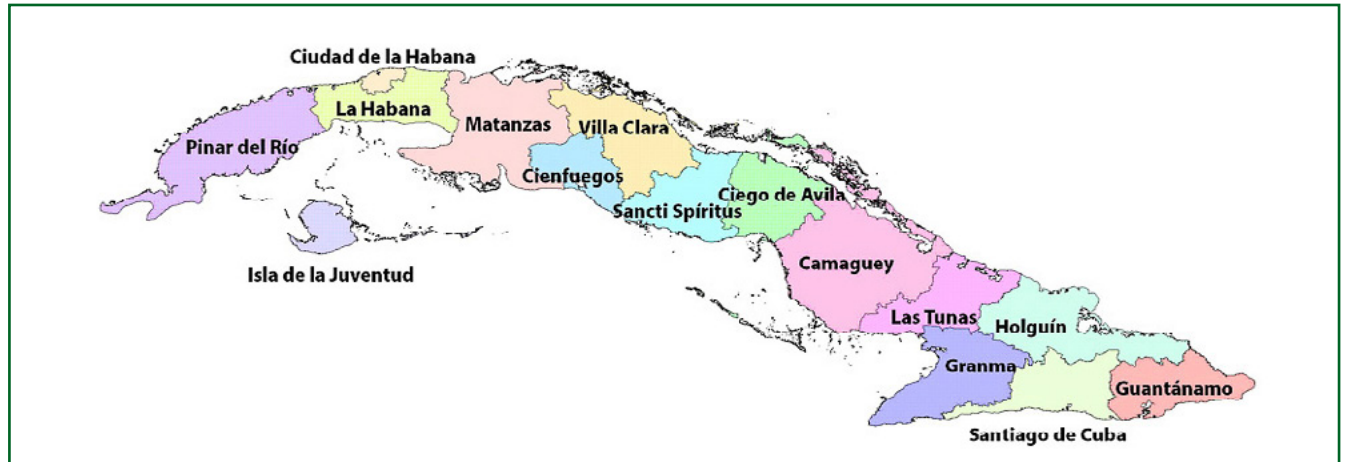 Ciudad de la Habana
La Habana
Matanzas
Villa Clara
Pinar del Río
Cienfuegos
Ciego de Avila
Sancti Spíritus
Isla de la Juventud
Camaguey
Las Tunas
Holguín
Granma
Guantánamo
Santiago de Cuba